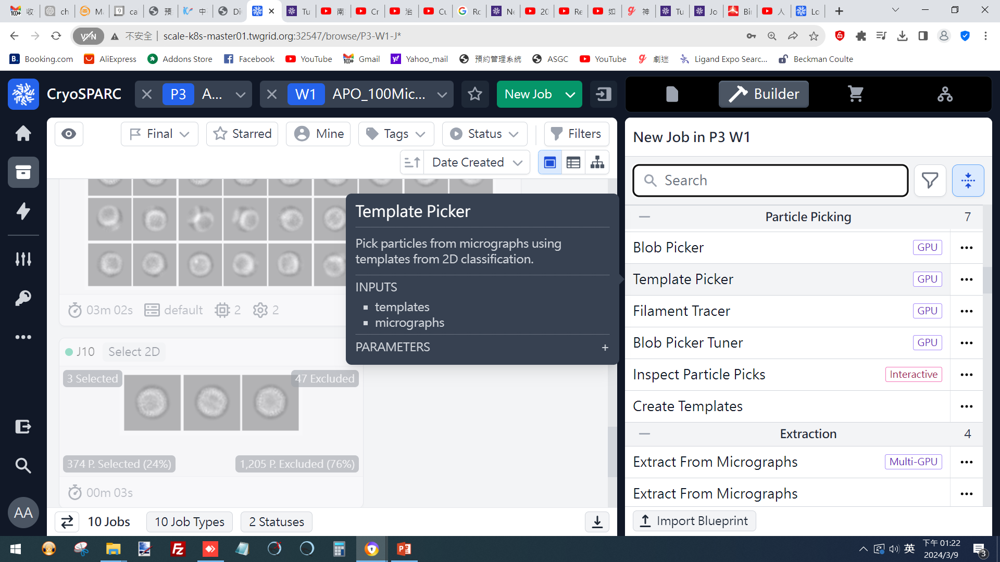 收
ch
Ma
ca
預
中
Di
Tu
南
Cr
治
Cu
Ro
Ne
20
Re
如
神
Tu
Jo
Bi
人
Lo
VPN
不安全
scale-k8s-master01.twgrid.org:32547/browse/P3-W1-J*
Booking.com
AliExpress
Addons Store
Facebook
YouTube
Gmail
Yahoo_mail
預約管理系統
ASGC
YouTube
劇迷
Ligand Expo Searc...
Beckman Coulte
CryoSPARC
P3 A...
W1 APO_100Mic...
New Job
Builder
Final
Starred
Mine
Tags
Status
Filters
Date Created
New Job in P3 W1
Search
Template Picker
Pick particles from micrographs using
templates from 2D classification.
INPUTS
templates
micrographs
PARAMETERS +
03m 02s default 2 2
J10 Select 2D
3 Selected 47 Excluded
374 P. Selected (24%) 1,205 P. Excluded (76%)
00m 03s
Particle Picking 7
Blob Picker GPU
Template Picker GPU
Filament Tracer GPU
Blob Picker Tuner GPU
Inspect Particle Picks Interactive
Create Templates
Extraction 4
Extract From Micrographs Multi-GPU
Extract From Micrographs
AA
10 Jobs 10 Job Types 2 Statuses
Import Blueprint
英
下午 01:22
2024/3/9
3